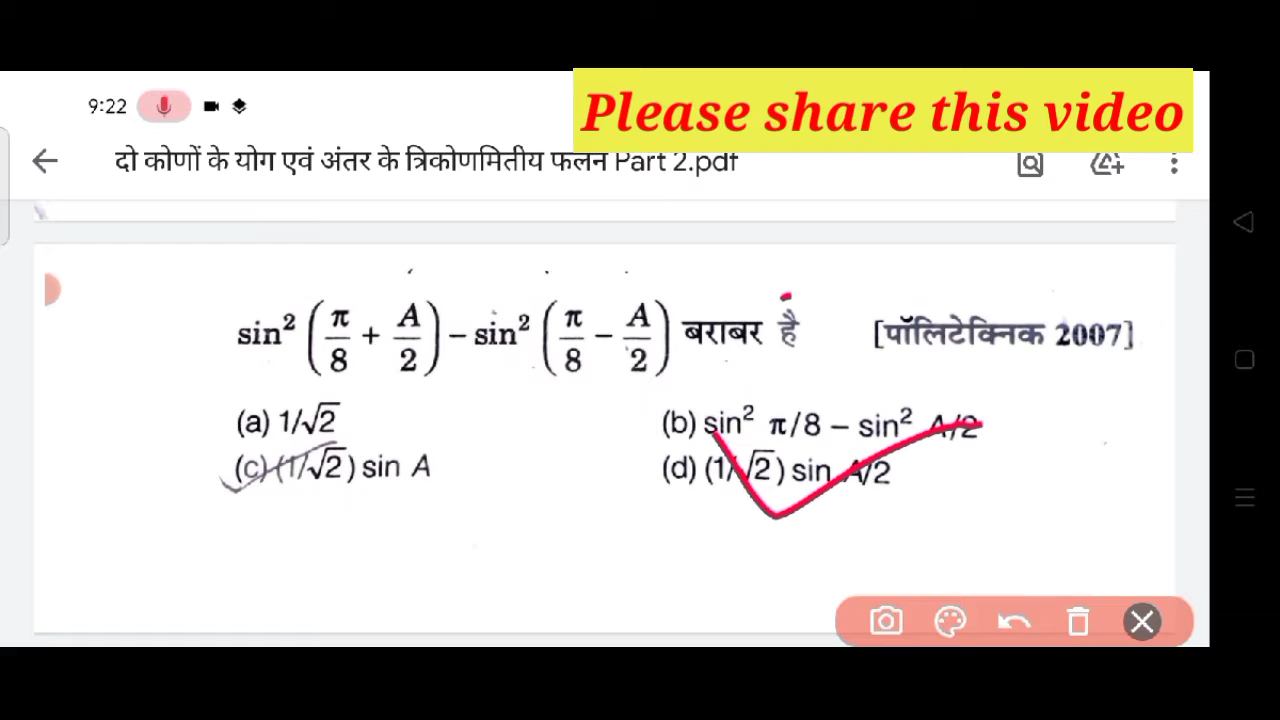 Please share this video
9:22
दो कोणों के योग एवं अंतर के त्रिकोणमितीय फलन Part 2.pdf
sin² (π/8 + A/2) – sin² (π/8 – A/2) बराबर है [पॉलिटेक्निक 2007]
(a) 1/√2 (b) sin² π/8 – sin² A/2
(c) (1/√2) sin A (d) (1/√2) sin A/2